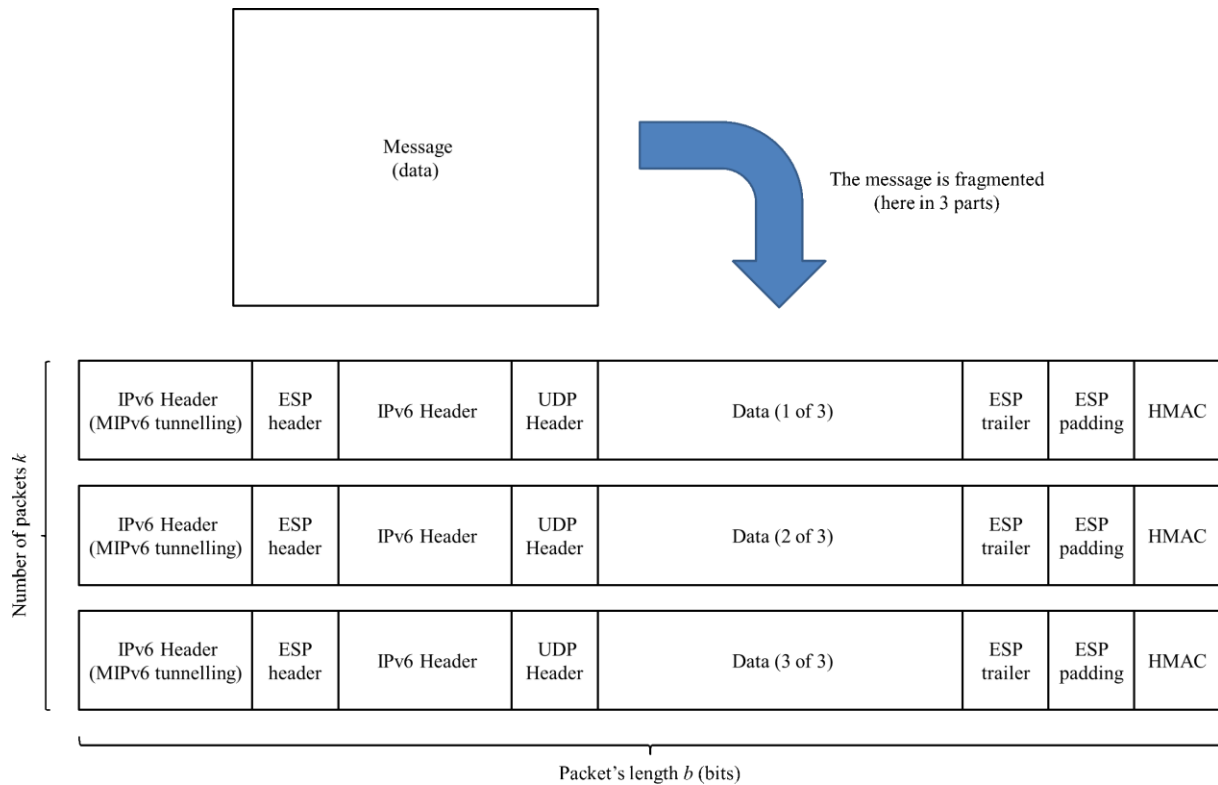 Message
(data)
The message is fragmented
(here in 3 parts)
Number of packets k
IPv6 Header
(MIPv6 tunnelling)
ESP
header
IPv6 Header
UDP
Header
Data (1 of 3)
ESP
trailer
ESP
padding
HMAC
IPv6 Header
(MIPv6 tunnelling)
ESP
header
IPv6 Header
UDP
Header
Data (2 of 3)
ESP
trailer
ESP
padding
HMAC
IPv6 Header
(MIPv6 tunnelling)
ESP
header
IPv6 Header
UDP
Header
Data (3 of 3)
ESP
trailer
ESP
padding
HMAC
Packet's length b (bits)